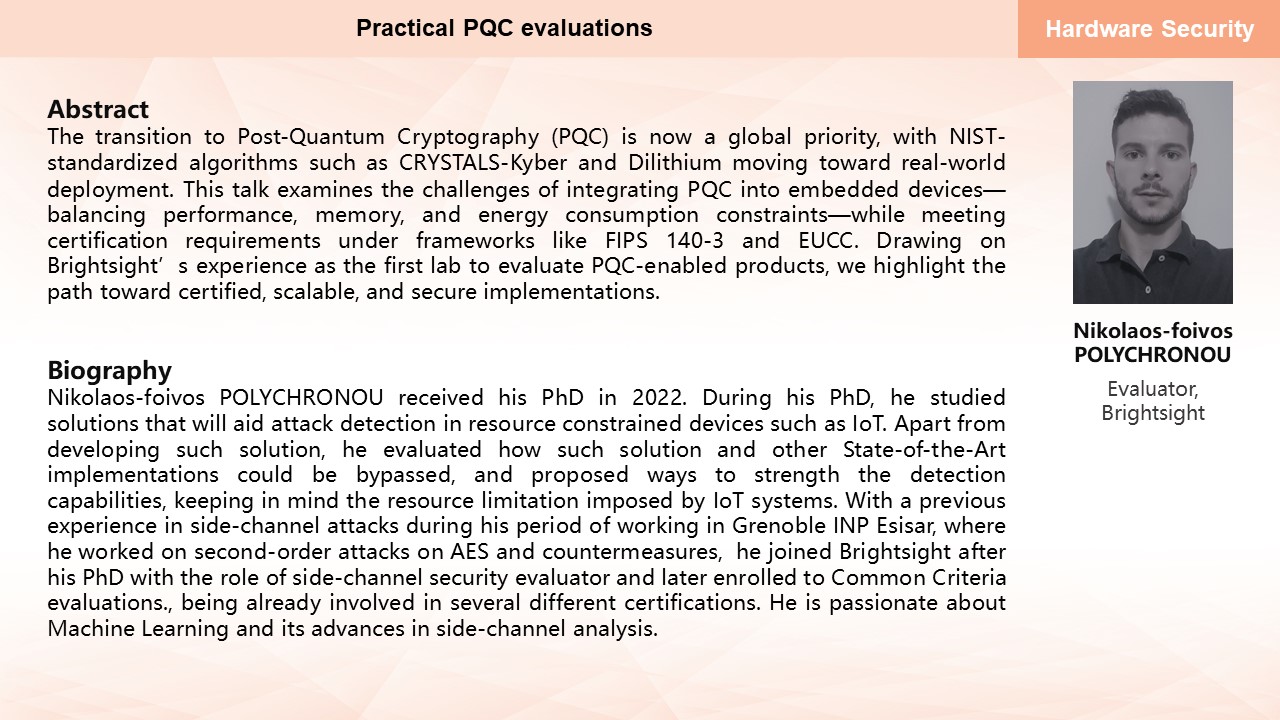 Practical PQC evaluations
Hardware Security
Abstract
The transition to Post-Quantum Cryptography (PQC) is now a global priority, with NIST-
standardized algorithms such as CRYSTALS-Kyber and Dilithium moving toward real-world
deployment. This talk examines the challenges of integrating PQC into embedded devices—
balancing performance, memory, and energy consumption constraints—while meeting
certification requirements under frameworks like FIPS 140-3 and EUCC. Drawing on
Brightsight’s experience as the first lab to evaluate PQC-enabled products, we highlight the
path toward certified, scalable, and secure implementations.
Biography
Nikolaos-foivos POLYCHRONOU received his PhD in 2022. During his PhD, he studied
solutions that will aid attack detection in resource constrained devices such as IoT. Apart from
developing such solution, he evaluated how such solution and other State-of-the-Art
implementations could be bypassed, and proposed ways to strength the detection
capabilities, keeping in mind the resource limitation imposed by IoT systems. With a previous
experience in side-channel attacks during his period of working in Grenoble INP Esisar, where
he worked on second-order attacks on AES and countermeasures, he joined Brightsight after
his PhD with the role of side-channel security evaluator and later enrolled to Common Criteria
evaluations., being already involved in several different certifications. He is passionate about
Machine Learning and its advances in side-channel analysis.
Nikolaos-foivos
POLYCHRONOU
Evaluator,
Brightsight